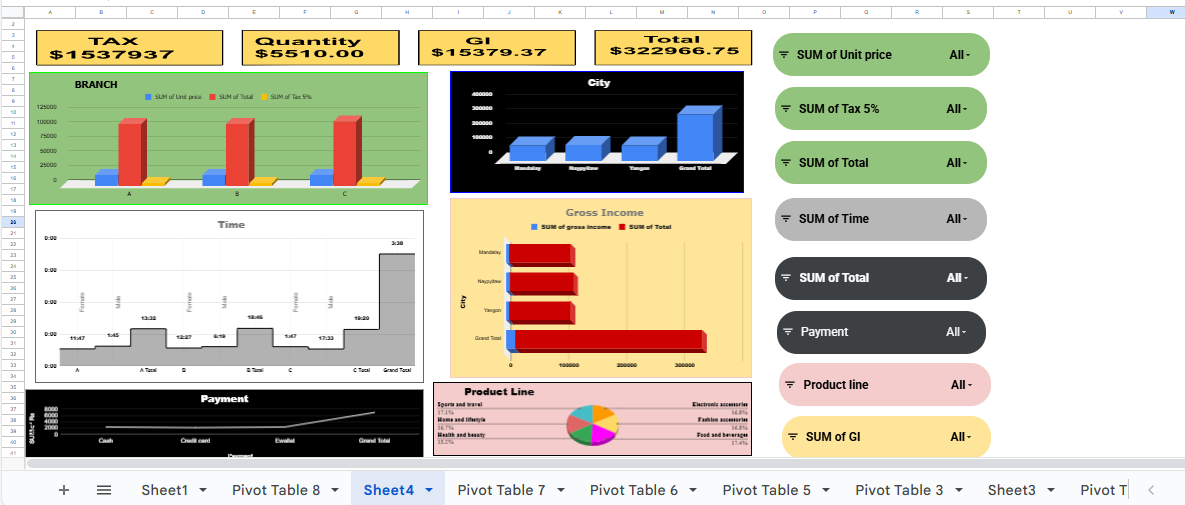 A B C D E F G H I J K L M N O P Q R S T U V W
TAX
$1537937
Quantity
$5510.00
GI
$15379.37
Total
$322966.75
BRANCH
SUM of Unit price SUM of Total SUM of Tax 5%
125000
100000
75000
50000
25000
0
A B C
City
400000
300000
200000
100000
0
Mandalay Naypyitaw Yangon Grand Total
SUM of Unit price All
SUM of Tax 5% All
SUM of Total All
SUM of Time All
SUM of Total All
Payment All
Product line All
SUM of GI All
Time
0:00
0:00
0:00
0:00
0:00
Female Male Female Male Female Male
11:47 1:45 13:32 12:27 6:19 18:46 1:47 17:33 19:20 3:38
A A Total B B Total C C Total Grand Total
Gross Income
SUM of gross income SUM of Total
City
Mandalay
Naypyitaw
Yangon
Grand Total
0 100000 200000 300000
Payment
8000
6000
4000
2000
0
Cash Credit card Ewallet Grand Total
Payment
Product Line
Sports and travel
17.1%
Home and lifestyle
16.7%
Health and beauty
15.2%
Electronic accessories
16.8%
Fashion accessories
16.8%
Food and beverages
17.4%
Sheet1 Pivot Table 8 Sheet4 Pivot Table 7 Pivot Table 6 Pivot Table 5 Pivot Table 3 Sheet3 Pivot T